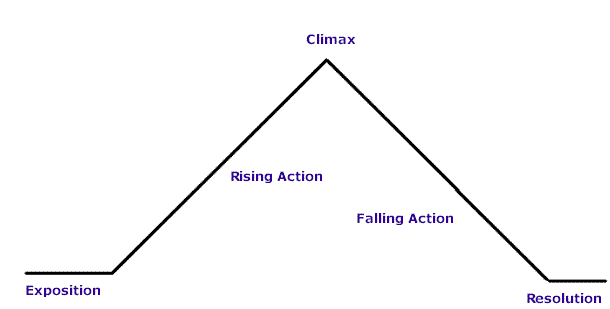 Climax
Rising Action
Falling Action
Exposition
Resolution